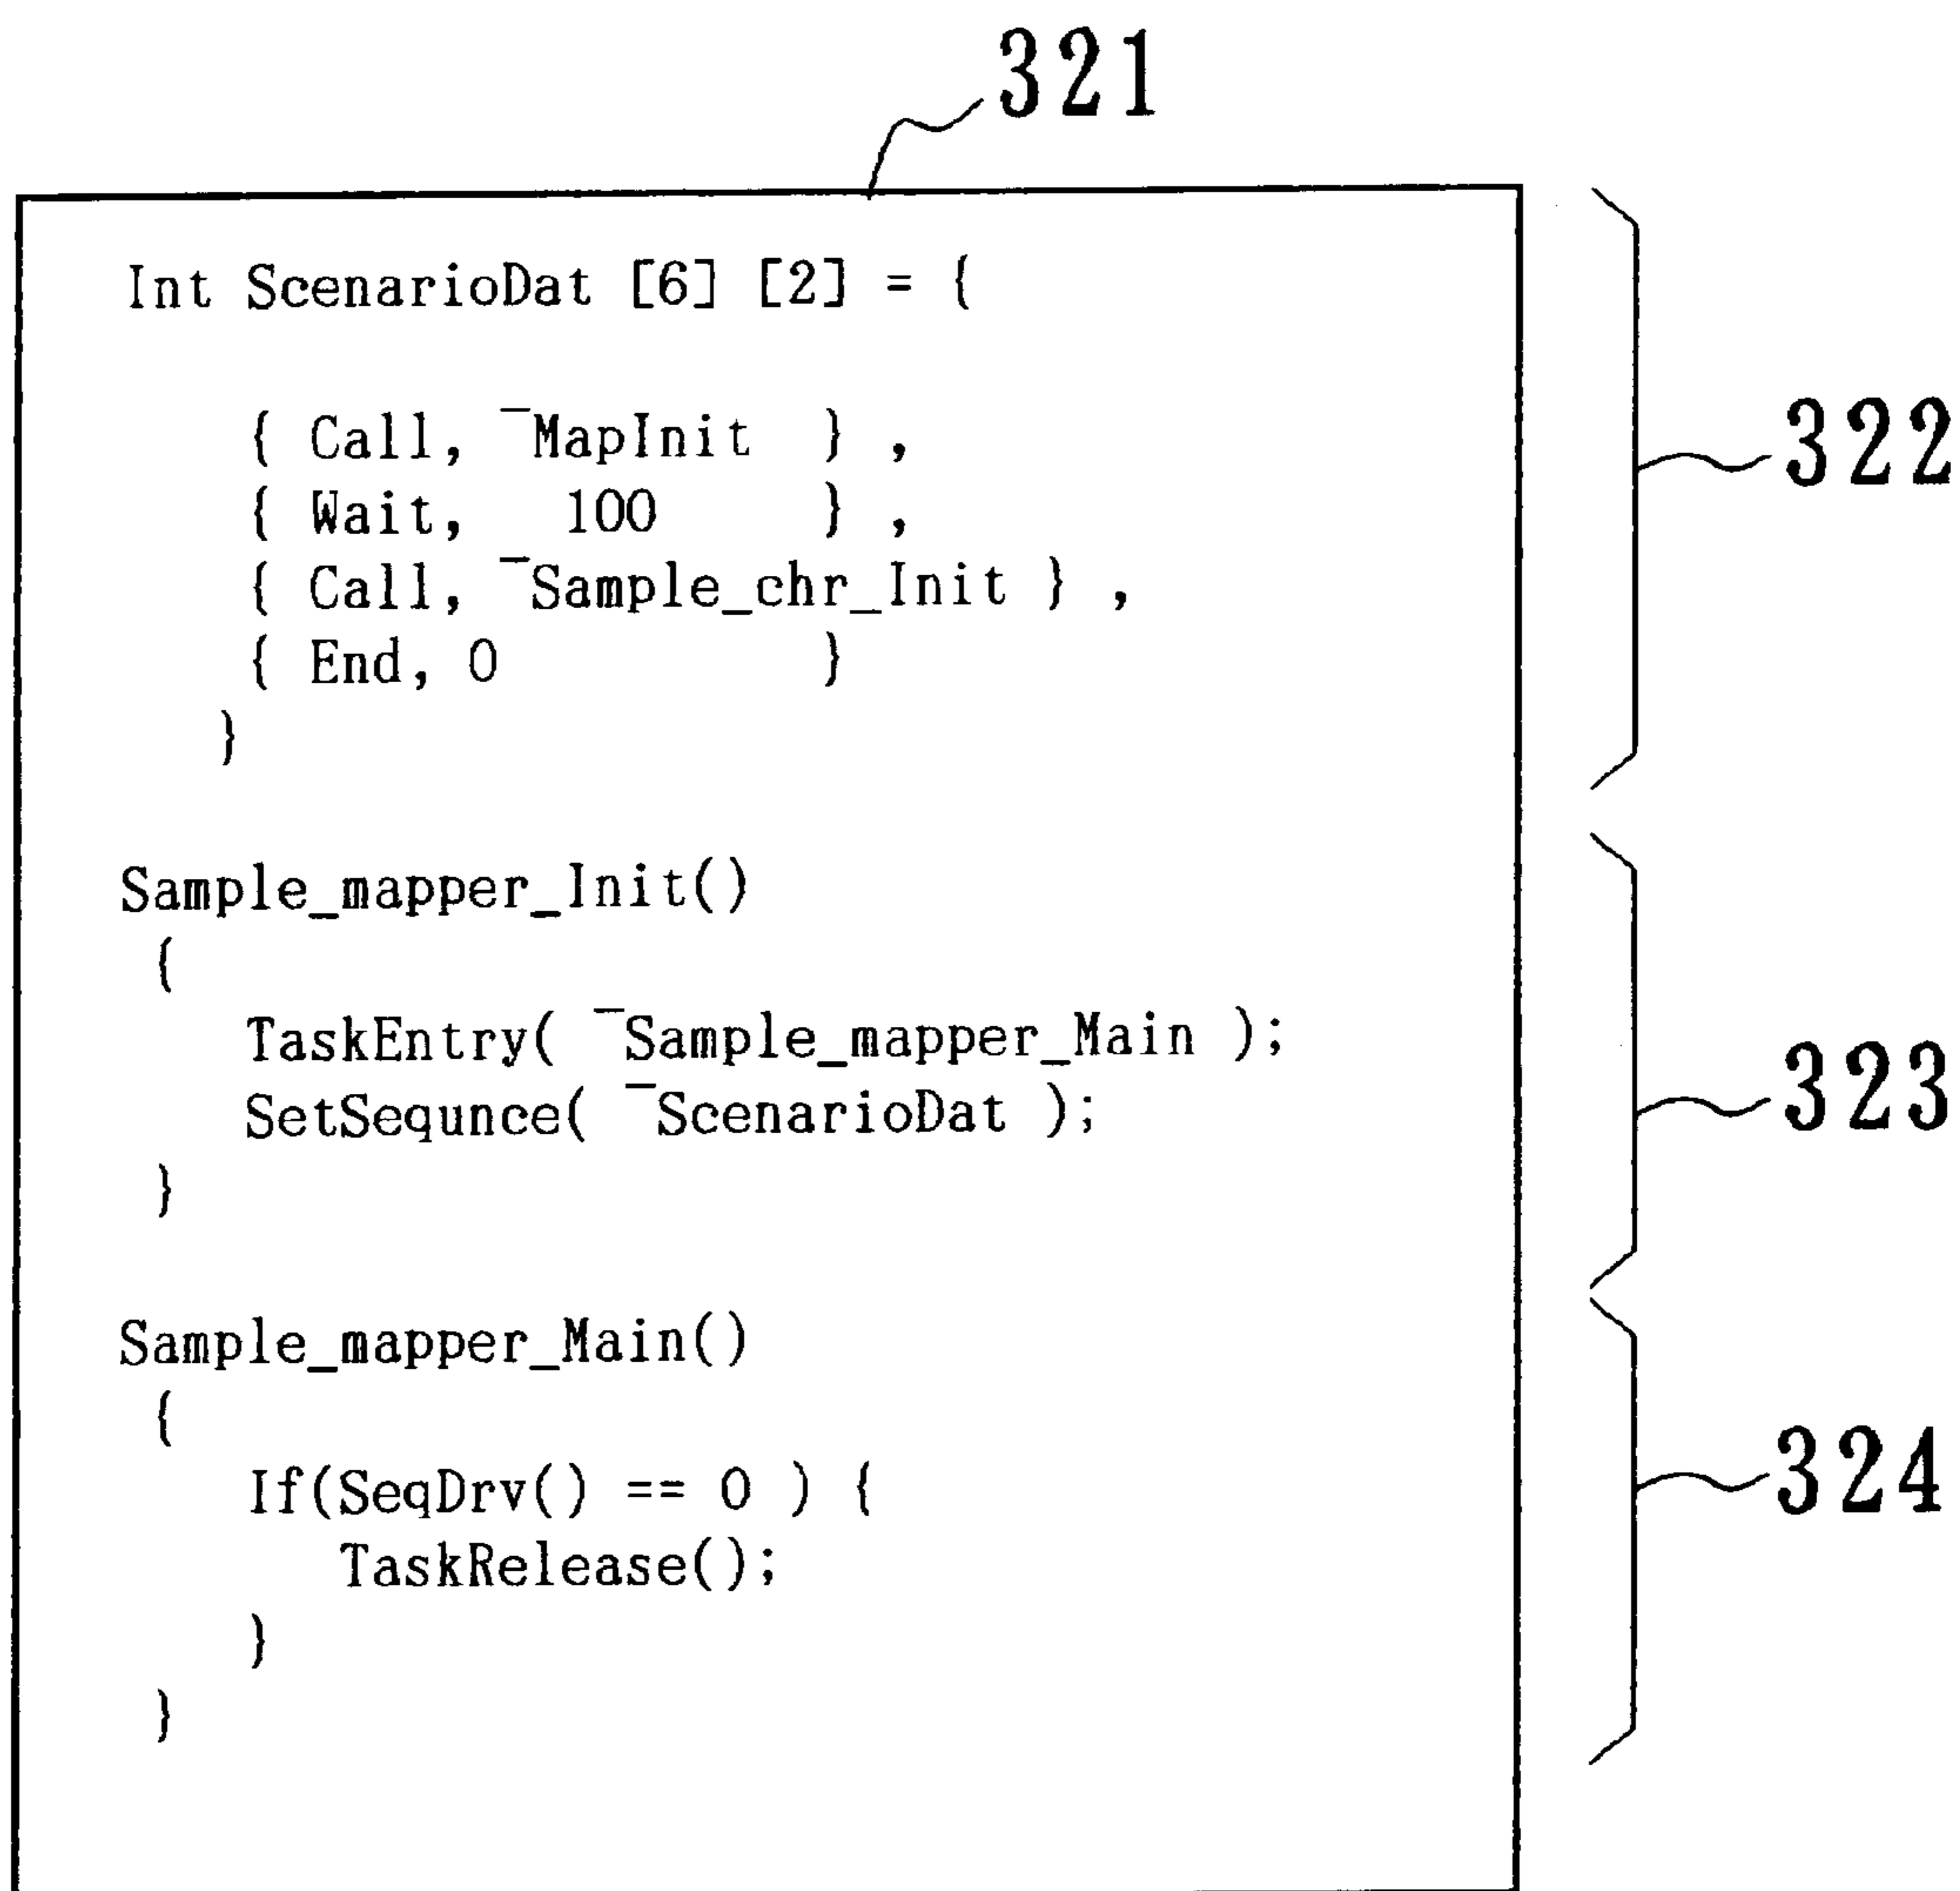 321
Int ScenarioDat [6] [2] = {
{ Call, ‾MapInit } ,
{ Wait, 100 } ,
{ Call, ‾Sample_chr_Init } ,
{ End, 0 }
}
322
Sample_mapper_Init()
{
TaskEntry( ‾Sample_mapper_Main );
SetSequnce( ‾ScenarioDat );
}
323
Sample_mapper_Main()
{
If(SeqDrv() == 0 ) {
TaskRelease();
}
}
324